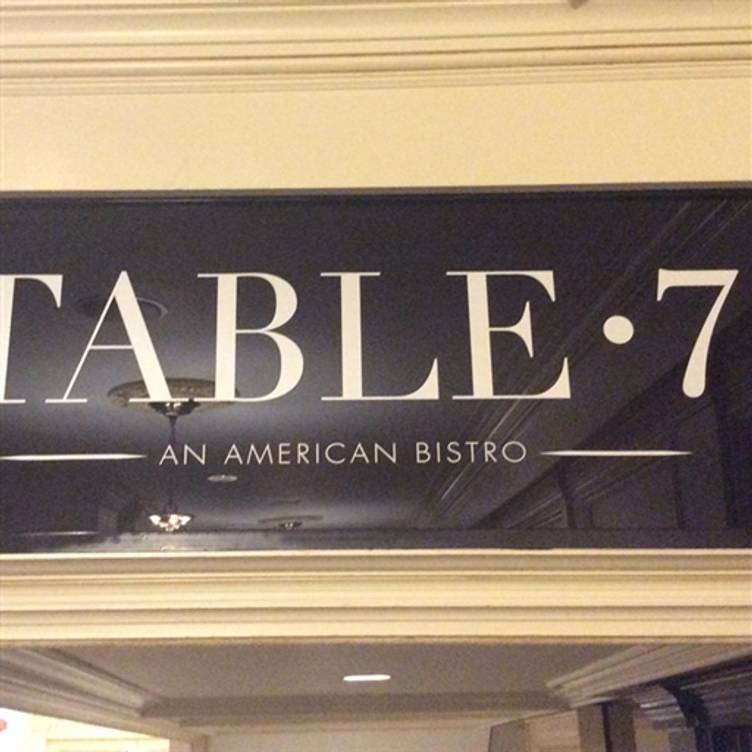 TABLE • 7
AN AMERICAN BISTRO